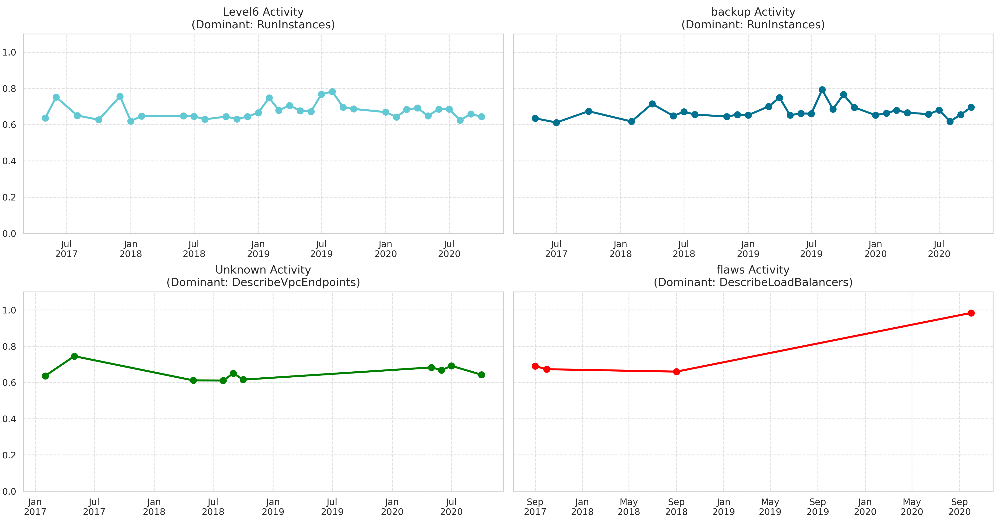 Level6 Activity
(Dominant: RunInstances)
backup Activity
(Dominant: RunInstances)
1.0
0.8
0.6
0.4
0.2
0.0
Jul
2017
Jan
2018
Jul
2018
Jan
2019
Jul
2019
Jan
2020
Jul
2020
Jul
2017
Jan
2018
Jul
2018
Jan
2019
Jul
2019
Jan
2020
Jul
2020
Unknown Activity
(Dominant: DescribeVpcEndpoints)
flaws Activity
(Dominant: DescribeLoadBalancers)
1.0
0.8
0.6
0.4
0.2
0.0
Jan
2017
Jul
2017
Jan
2018
Jul
2018
Jan
2019
Jul
2019
Jan
2020
Jul
2020
Sep
2017
Jan
2018
May
2018
Sep
2018
Jan
2019
May
2019
Sep
2019
Jan
2020
May
2020
Sep
2020